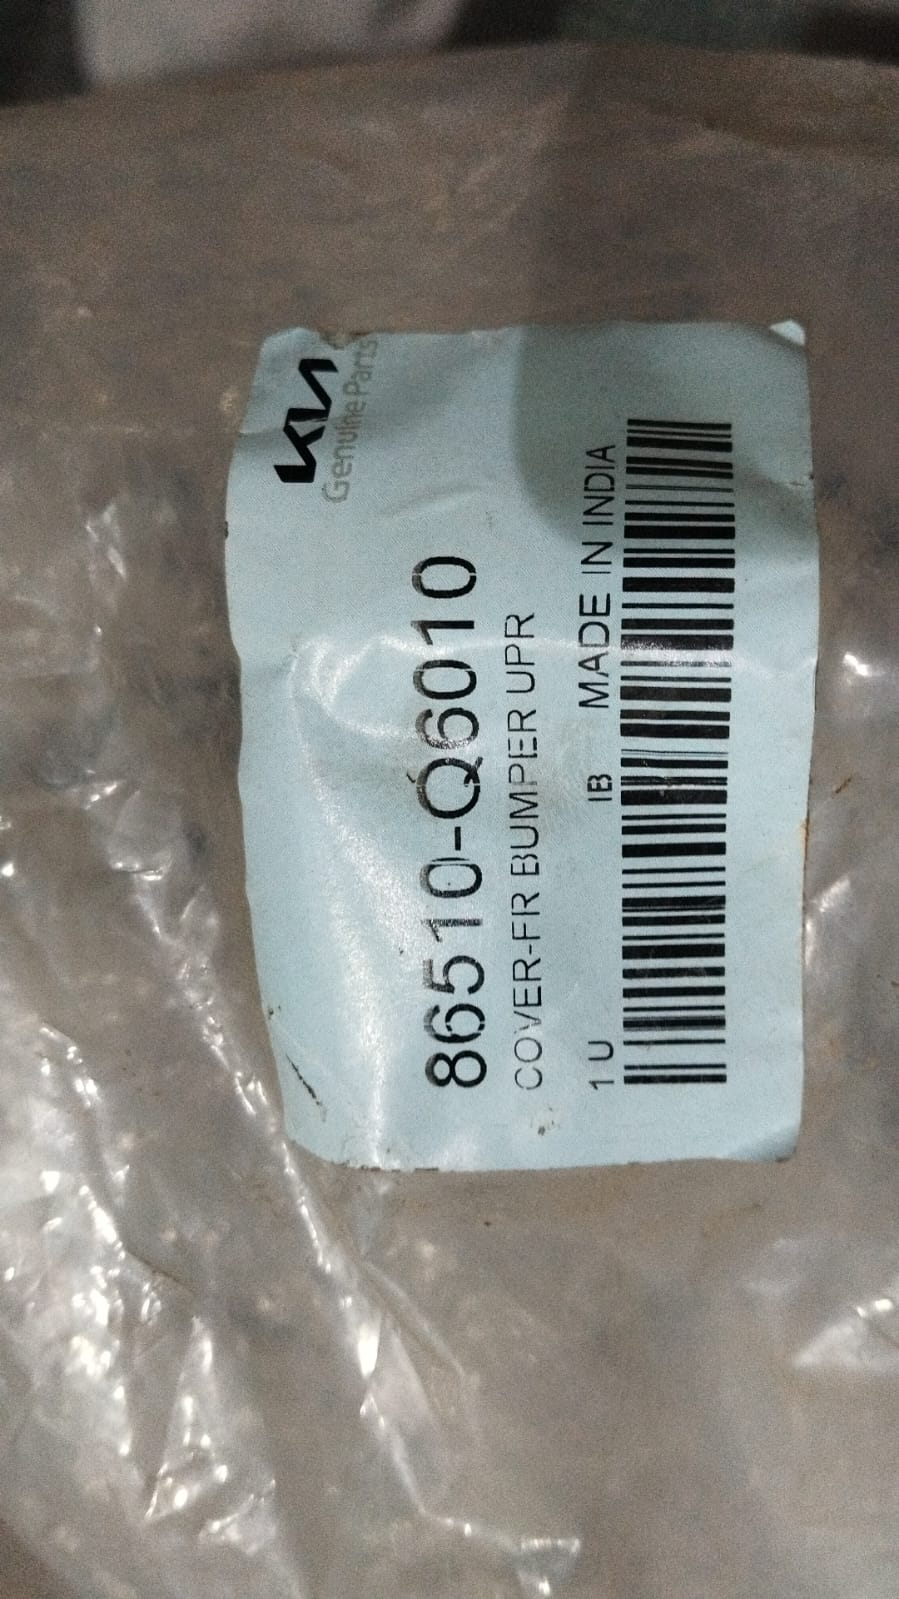 KIA
Genuine Parts
86510-Q6010
COVER-FR BUMPER UPR
1 U IB MADE IN INDIA